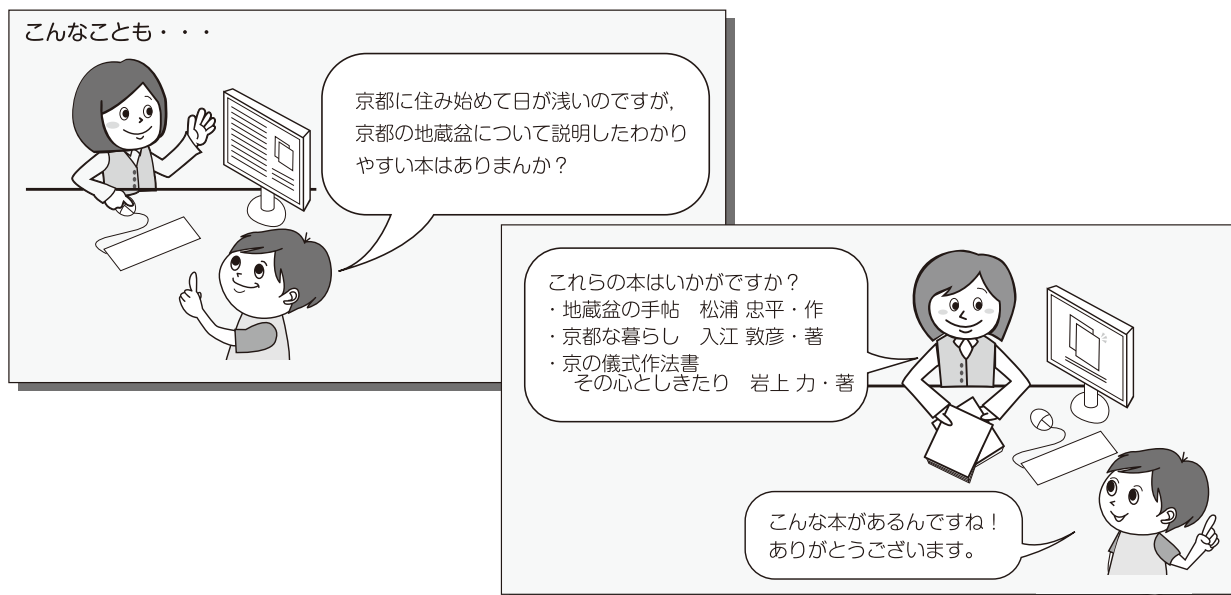 こんなことも・・・
京都に住み始めて日が浅いのですが,
京都の地蔵盆について説明したわかり
やすい本はありまんか？
これらの本はいかがですか？
・地蔵盆の手帖　松浦 忠平・作
・京都な暮らし　入江 敦彦・著
・京の儀式作法書
その心としきたり　岩上 力・著
こんな本があるんですね！
ありがとうございます。